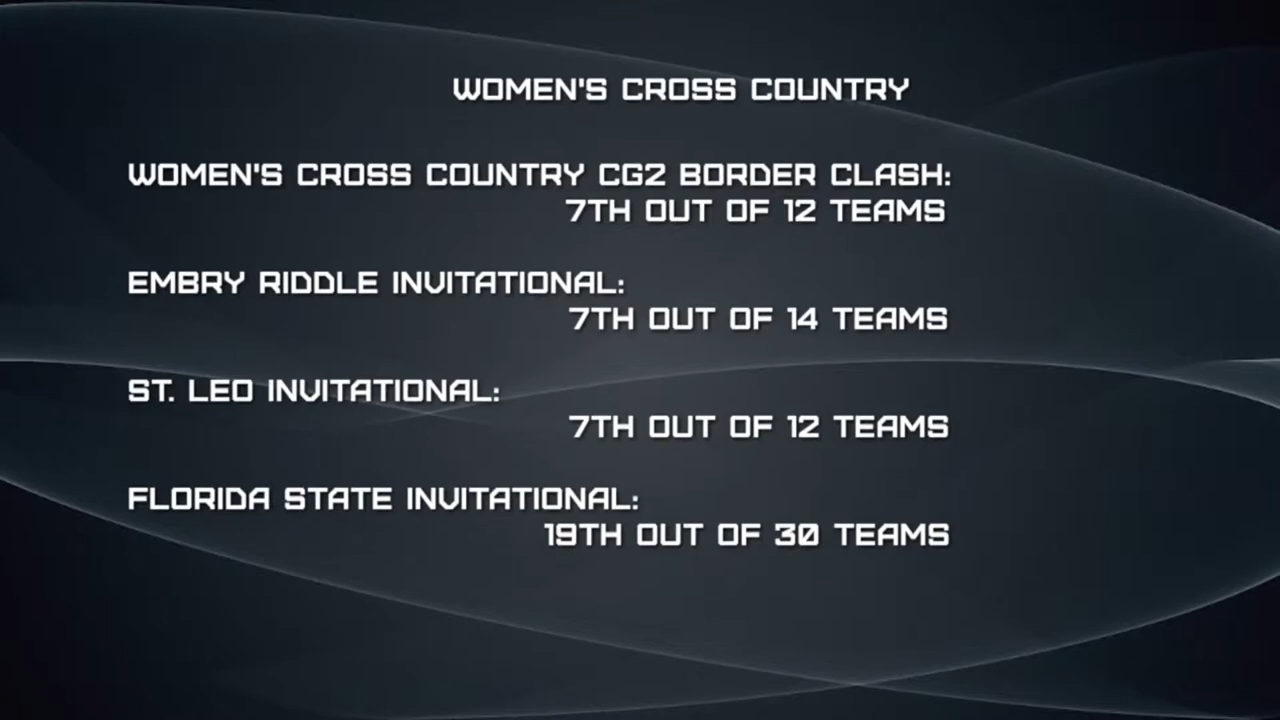 WOMEN'S CROSS COUNTRY
WOMEN'S CROSS COUNTRY CG2 BORDER CLASH:
7TH OUT OF 12 TEAMS
EMBRY RIDDLE INVITATIONAL:
7TH OUT OF 14 TEAMS
ST. LEO INVITATIONAL:
7TH OUT OF 12 TEAMS
FLORIDA STATE INVITATIONAL:
19TH OUT OF 30 TEAMS